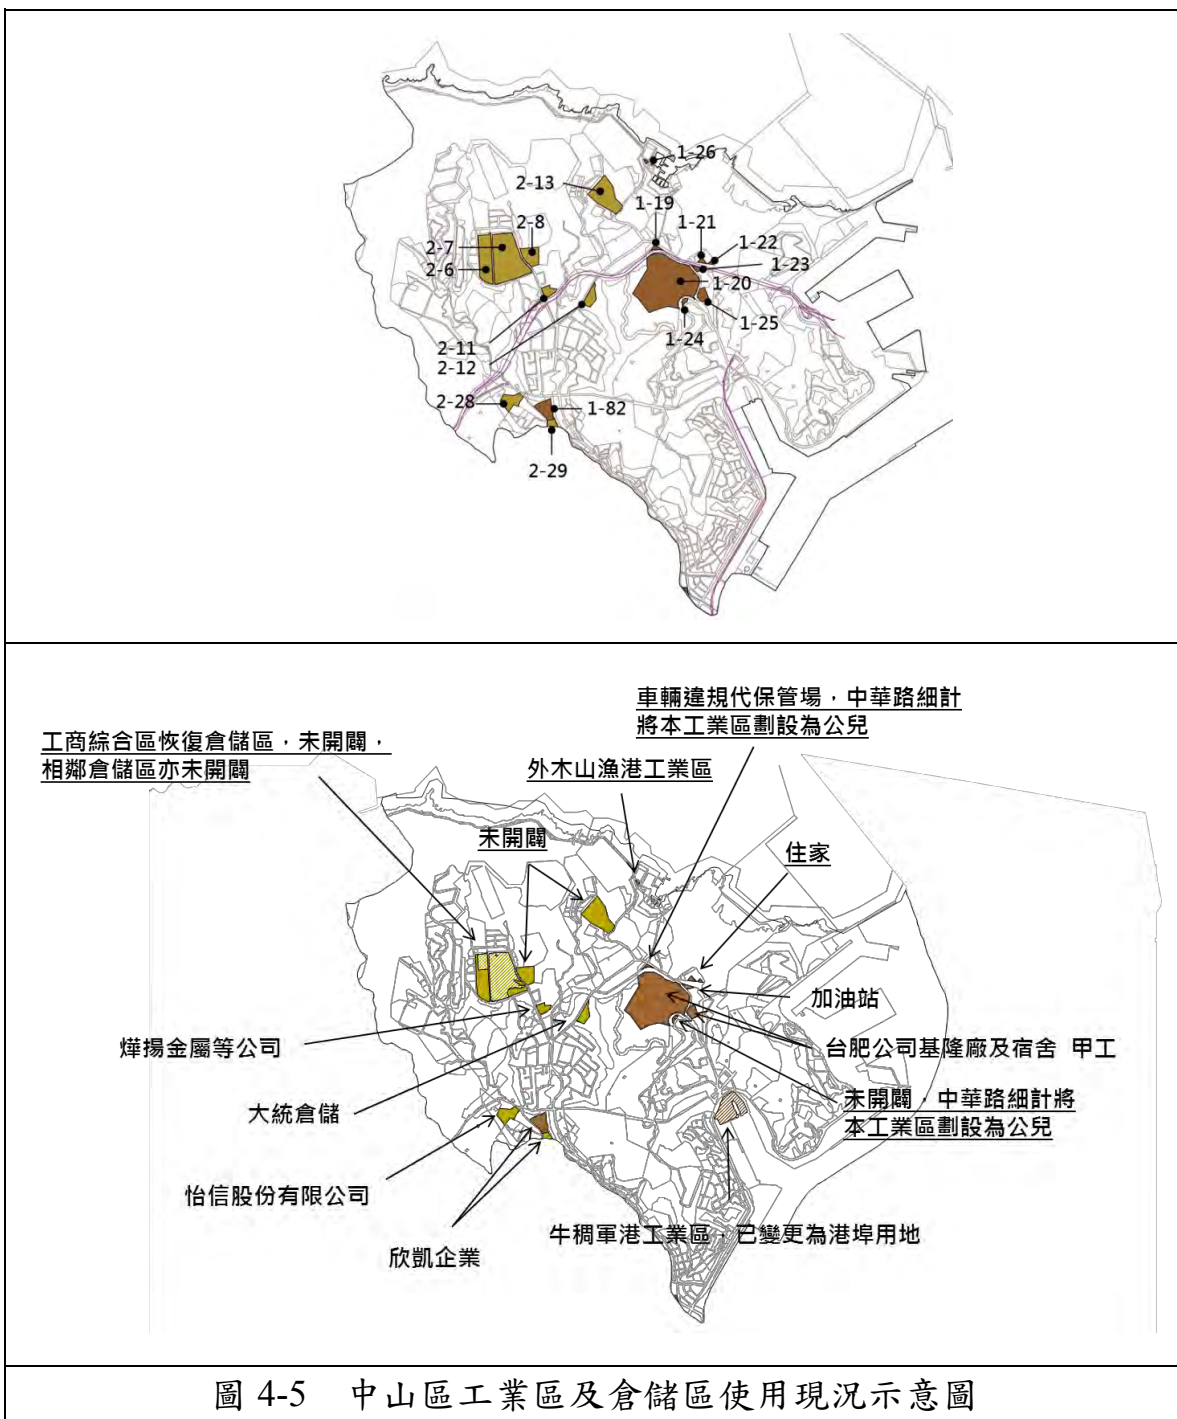 1-26
2-13
1-19
1-21
2-8
1-22
2-7
1-23
2-6
1-20
1-25
2-11
1-24
2-12
2-28
1-82
2-29
車輛違規代保管場，中華路細計
將本工業區劃設為公兒
工商綜合區恢復倉儲區，未開闢，
相鄰倉儲區亦未開闢
外木山漁港工業區
未開闢
住家
加油站
燁揚金屬等公司
台肥公司基隆廠及宿舍 甲工
大統倉儲
未開闢，中華路細計將
本工業區劃設為公兒
怡信股份有限公司
牛稠軍港工業區，已變更為港埠用地
欣凱企業
圖 4-5 中山區工業區及倉儲區使用現況示意圖